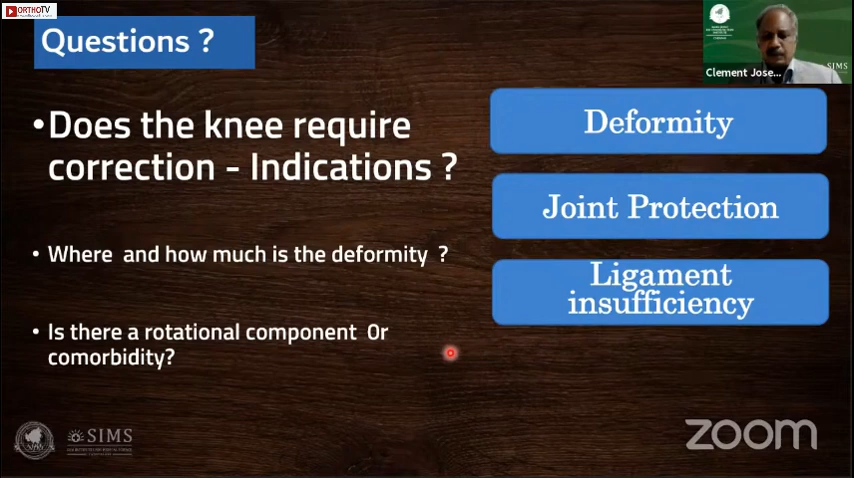 ORTHOTV
Questions ?
Clement Jose...
SIMS
•Does the knee require
correction - Indications ?
• Where and how much is the deformity ?
• Is there a rotational component Or
comorbidity?
Deformity
Joint Protection
Ligament
insufficiency
SIMS
zoom